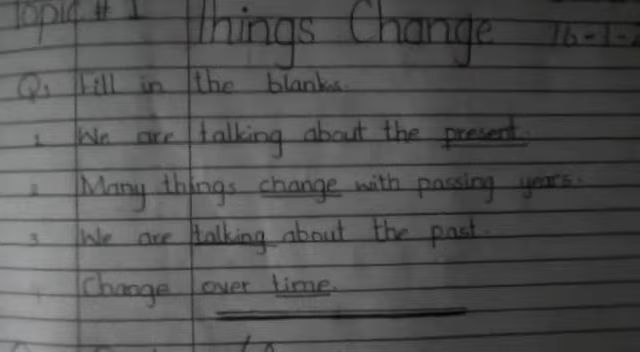 Topic # 1 Things Change 16-1-
Q: Fill in the blanks.
1 We are talking about the present.
2 Many things change with passing years.
3 We are talking about the past.
Change over time.